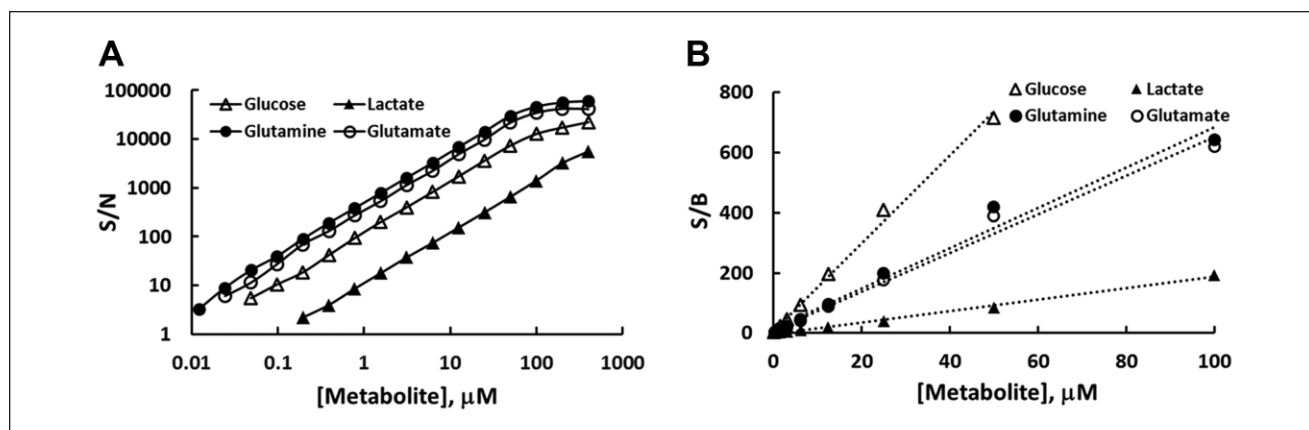 A
100000
10000
1000
100
10
1
S/N
Glucose
Lactate
Glutamine
Glutamate
0.01
0.1
1
10
100
1000
[Metabolite], μM
B
800
600
400
200
0
S/B
Glucose
Lactate
Glutamine
Glutamate
0
20
40
60
80
100
[Metabolite], μM